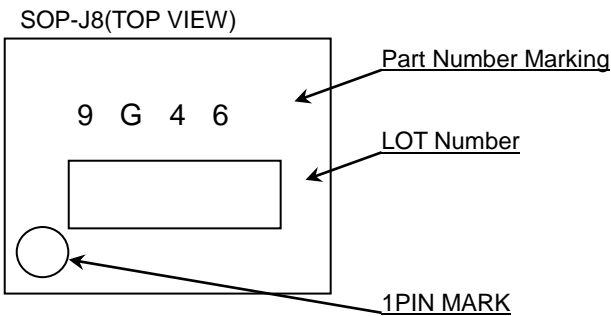 SOP-J8(TOP VIEW)
Part Number Marking
9 G 4 6
LOT Number
1PIN MARK